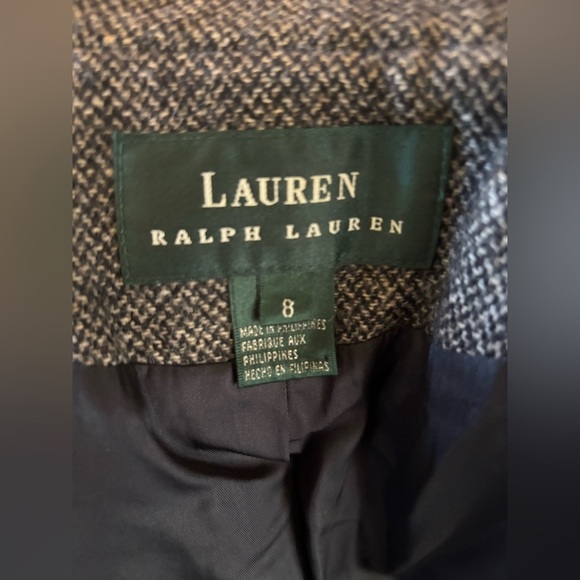 LAUREN
RALPH LAUREN
8
MADE IN PHILIPPINES
FABRIQUE AUX
PHILIPPINES
HECHO EN FILIPINAS